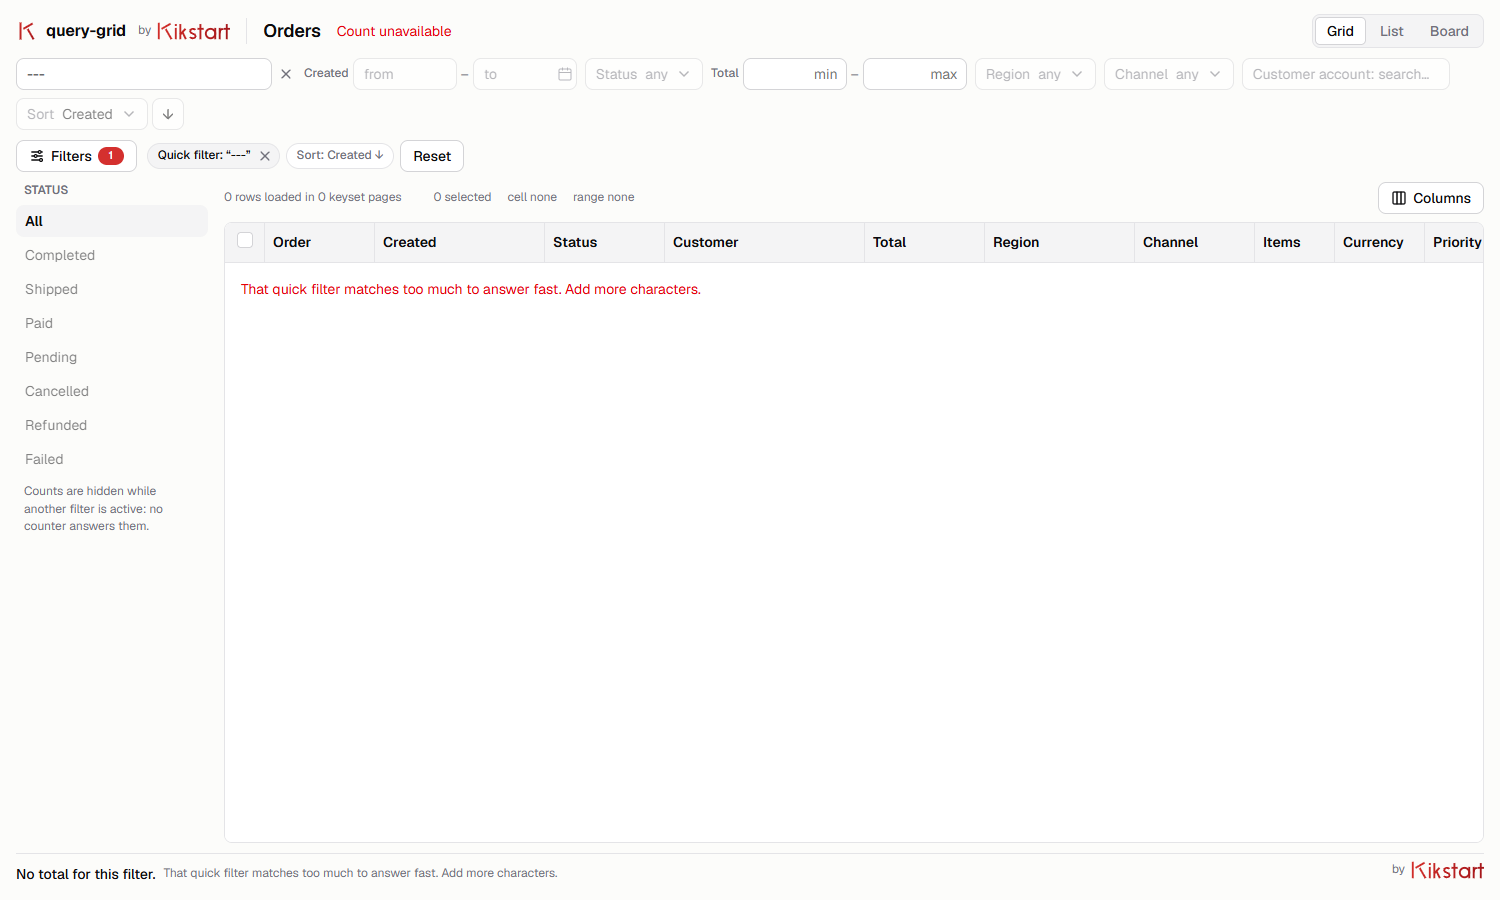 query-grid by Kikstart Orders Count unavailable Grid List Board
--- Created from – to Status any Total min – max Region any Channel any Customer account: search...
Sort Created
Filters 1 Quick filter: “---” Sort: Created Reset
STATUS 0 rows loaded in 0 keyset pages 0 selected cell none range none Columns
All
Order Created Status Customer Total Region Channel Items Currency Priority
Completed
Shipped That quick filter matches too much to answer fast. Add more characters.
Paid
Pending
Cancelled
Refunded
Failed
Counts are hidden while
another filter is active: no
counter answers them.
No total for this filter. That quick filter matches too much to answer fast. Add more characters. by Kikstart